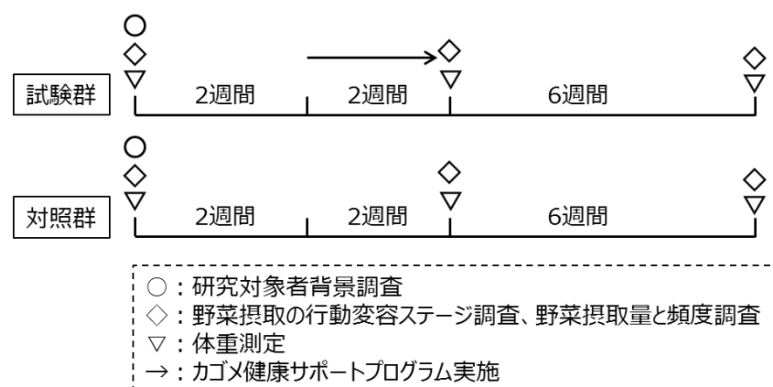 試験群 2週間 2週間 6週間
対照群 2週間 2週間 6週間
○：研究対象者背景調査
◇：野菜摂取の行動変容ステージ調査、野菜摂取量と頻度調査
▽：体重測定
→：カゴメ健康サポートプログラム実施